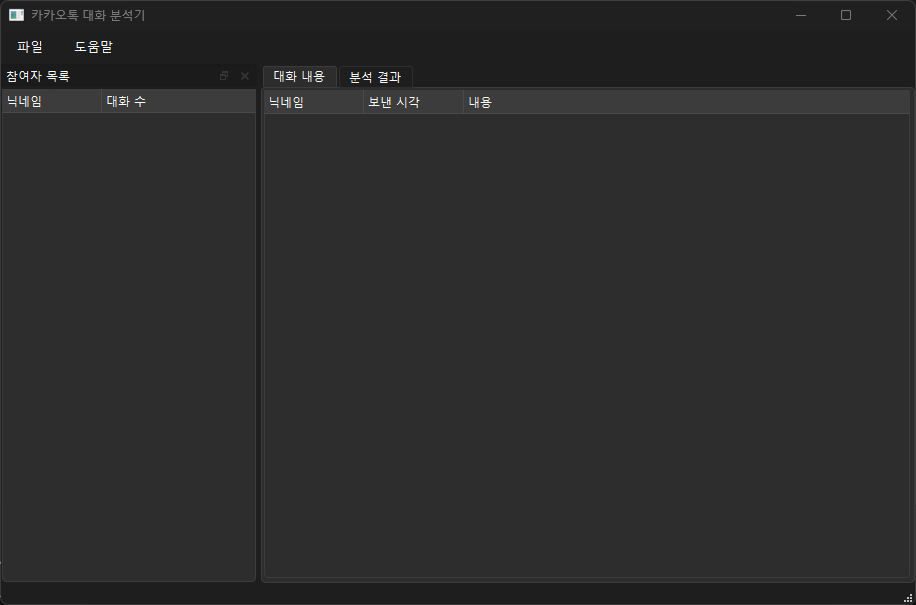 카카오톡 대화 분석기
파일 도움말
참여자 목록
닉네임 대화 수
대화 내용 분석 결과
닉네임 보낸 시각 내용